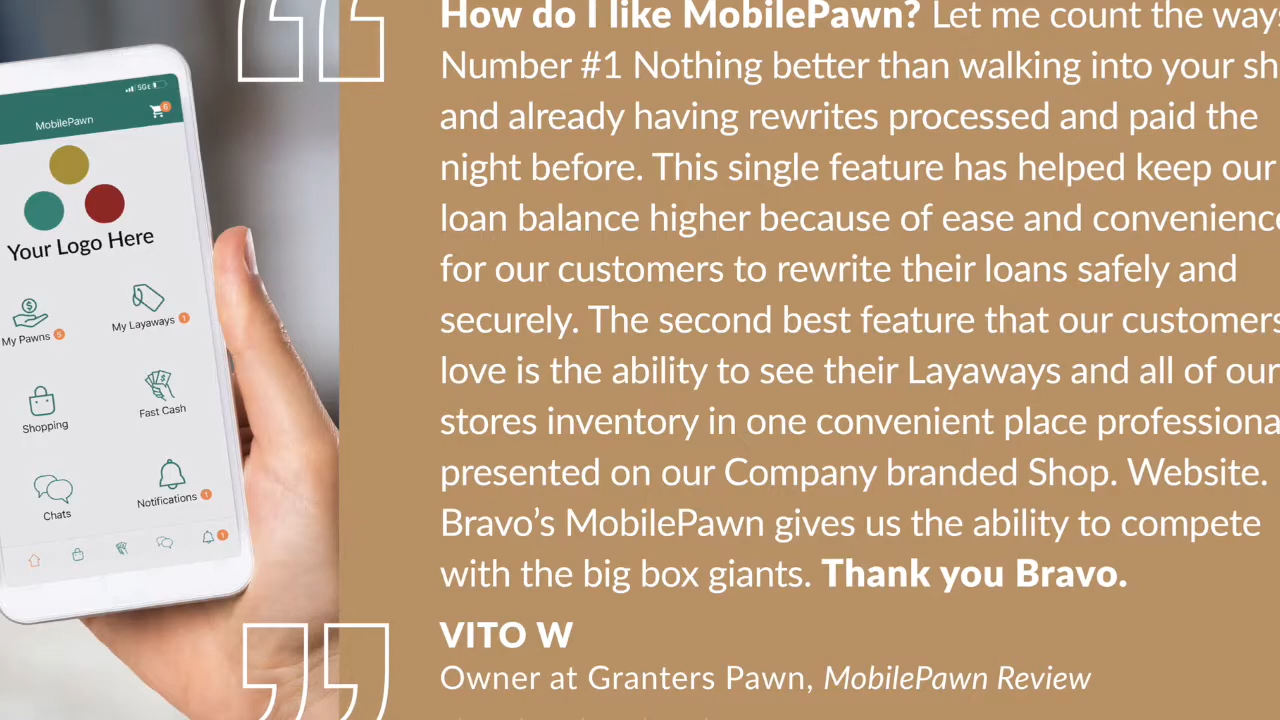 5GE
6
MobilePawn
Your Logo Here
My Pawns 5
My Layaways 1
Shopping
Fast Cash
Chats
Notifications 1
1
How do I like MobilePawn? Let me count the ways
Number #1 Nothing better than walking into your sh
and already having rewrites processed and paid the
night before. This single feature has helped keep our
loan balance higher because of ease and convenience
for our customers to rewrite their loans safely and
securely. The second best feature that our customers
love is the ability to see their Layaways and all of our
stores inventory in one convenient place professiona
presented on our Company branded Shop. Website.
Bravo’s MobilePawn gives us the ability to compete
with the big box giants. Thank you Bravo.
VITO W
Owner at Granters Pawn, MobilePawn Review